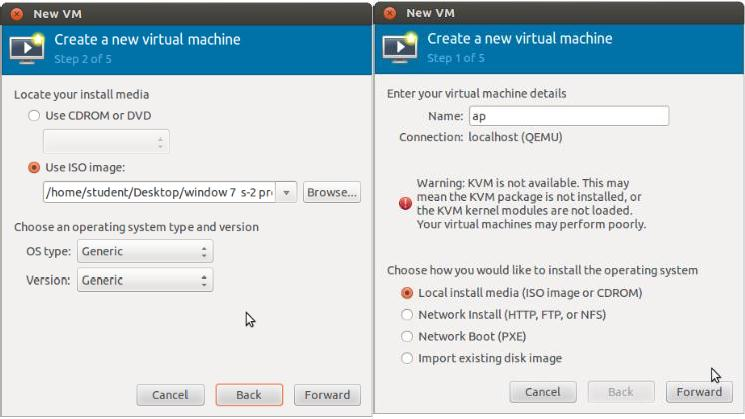 New VM
Create a new virtual machine
Step 2 of 5
Locate your install media
Use CDROM or DVD
Use ISO image:
/home/student/Desktop/window 7 s-2 pr
Browse...
Choose an operating system type and version
OS type: Generic
Version: Generic
Cancel Back Forward
New VM
Create a new virtual machine
Step 1 of 5
Enter your virtual machine details
Name: ap
Connection: localhost (QEMU)
Warning: KVM is not available. This may
mean the KVM package is not installed, or
the KVM kernel modules are not loaded.
Your virtual machines may perform poorly.
Choose how you would like to install the operating system
Local install media (ISO image or CDROM)
Network Install (HTTP, FTP, or NFS)
Network Boot (PXE)
Import existing disk image
Cancel Back Forward